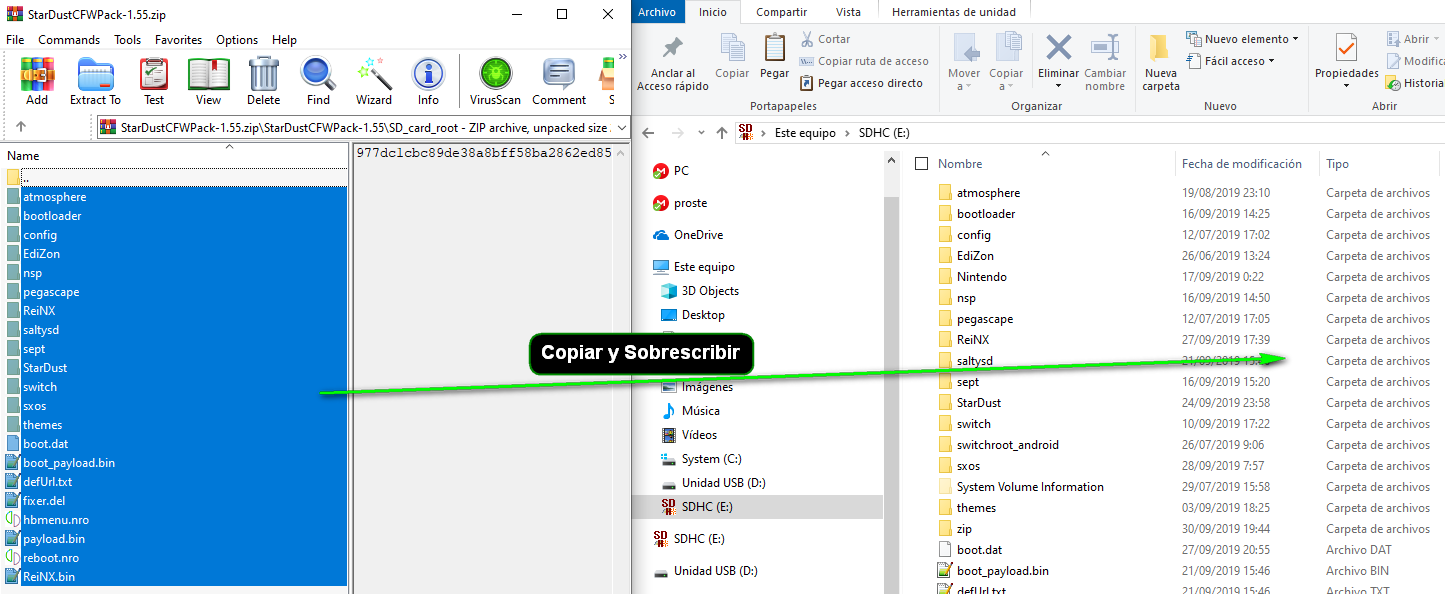 StarDustCFWPack-1.55.zip
File Commands Tools Favorites Options Help
Add Extract To Test View Delete Find Wizard Info VirusScan Comment S
StarDustCFWPack-1.55.zip\StarDustCFWPack-1.55\SD_card_root - ZIP archive, unpacked size
Name
977dc1cbc89de38a8bff58ba2862ed85
..
atmosphere
bootloader
config
EdiZon
nsp
pegascape
ReiNX
saltysd
sept
StarDust
switch
sxos
themes
boot.dat
boot_payload.bin
defUrl.txt
fixer.del
hbmenu.nro
payload.bin
reboot.nro
ReiNX.bin
Copiar y Sobrescribir
Archivo Inicio Compartir Vista Herramientas de unidad
Anclar al
Acceso rápido
Copiar
Pegar
Cortar
Copiar ruta de acceso
Pegar acceso directo
Portapapeles
Mover
a
Copiar
a
Eliminar
Cambiar
nombre
Organizar
Nueva
carpeta
Nuevo elemento
Fácil acceso
Nuevo
Propiedades
Abrir
Modific
Historia
Abrir
Este equipo > SDHC (E:)
PC
proste
OneDrive
Este equipo
3D Objects
Desktop
Imágenes
Música
Vídeos
System (C:)
Unidad USB (D:)
SDHC (E:)
SDHC (E:)
Unidad USB (D:)
Nombre Fecha de modificación Tipo
atmosphere 19/08/2019 23:10 Carpeta de archivos
bootloader 16/09/2019 14:25 Carpeta de archivos
config 12/07/2019 17:02 Carpeta de archivos
EdiZon 26/06/2019 13:24 Carpeta de archivos
Nintendo 17/09/2019 0:22 Carpeta de archivos
nsp 16/09/2019 14:50 Carpeta de archivos
pegascape 12/07/2019 17:05 Carpeta de archivos
ReiNX 27/09/2019 17:39 Carpeta de archivos
saltysd 21/09/2019 Carpeta de archivos
sept 16/09/2019 15:20 Carpeta de archivos
StarDust 24/09/2019 23:58 Carpeta de archivos
switch 10/09/2019 17:22 Carpeta de archivos
switchroot_android 26/07/2019 9:06 Carpeta de archivos
sxos 28/09/2019 7:57 Carpeta de archivos
System Volume Information 29/07/2019 15:58 Carpeta de archivos
themes 03/09/2019 18:25 Carpeta de archivos
zip 30/09/2019 19:44 Carpeta de archivos
boot.dat 27/09/2019 20:55 Archivo DAT
boot_payload.bin 21/09/2019 15:46 Archivo BIN
defUrl.txt 21/09/2019 15:46 Archivo TXT